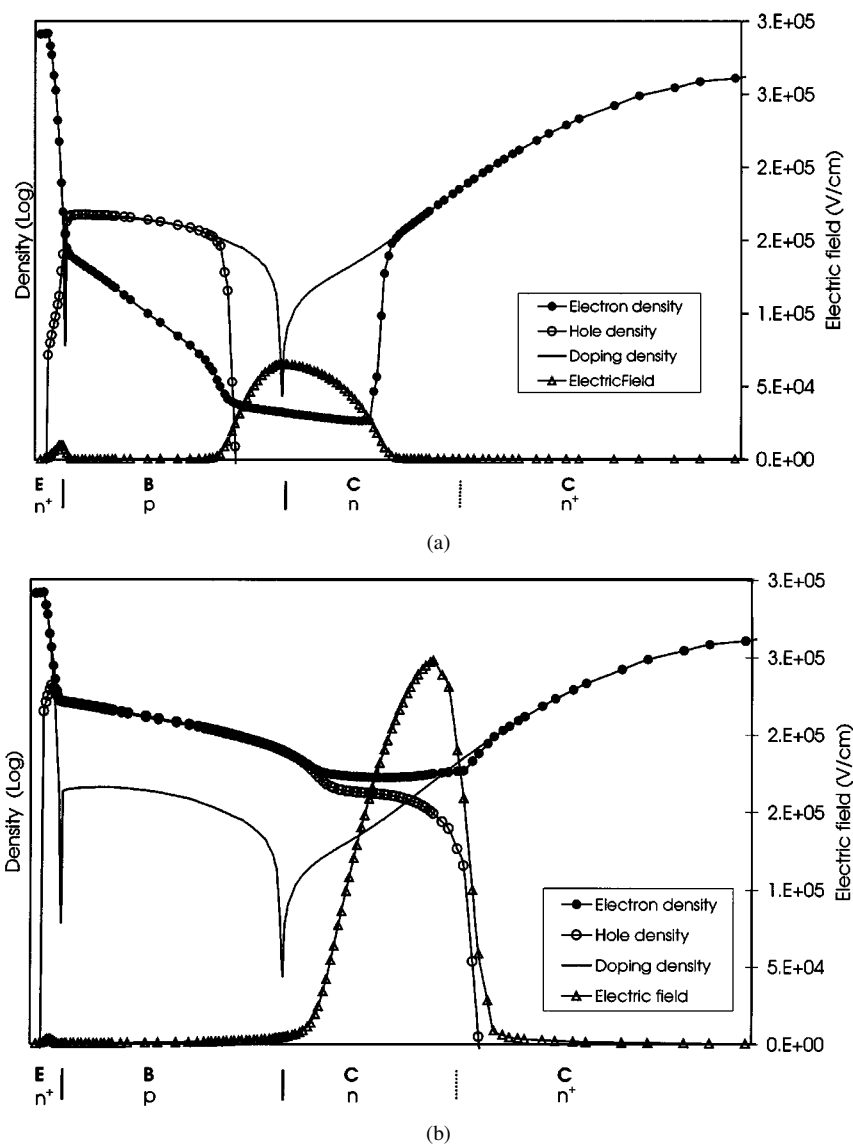 3.E+05
3.E+05
2.E+05
2.E+05
1.E+05
5.E+04
0.E+00
Density (Log)
Electric field (V/cm)
Electron density
Hole density
Doping density
ElectricField
E B C C
n+ p n n+
(a)
3.E+05
3.E+05
2.E+05
2.E+05
1.E+05
5.E+04
0.E+00
Density (Log)
Electric field (V/cm)
Electron density
Hole density
Doping density
Electric field
E B C C
n+ p n n+
(b)